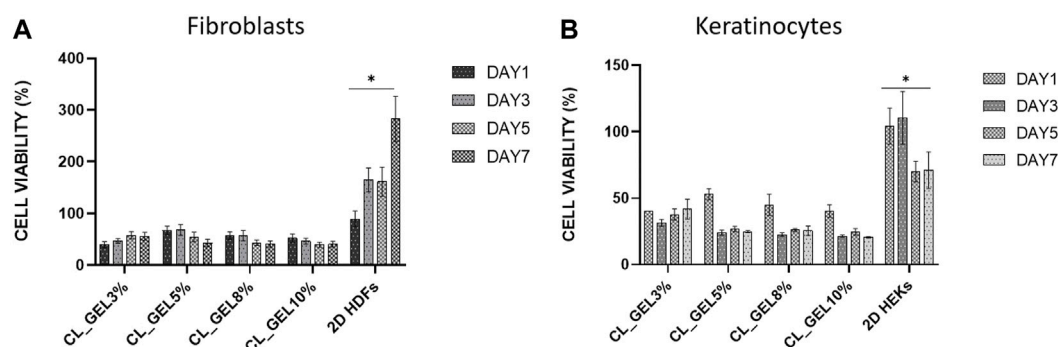 A
Fibroblasts
CELL VIABILITY (%)
400
300
200
100
0
CL_GEL3%
CL_GEL5%
CL_GEL8%
CL_GEL10%
2D HDFs
*
DAY1
DAY3
DAY5
DAY7
B
Keratinocytes
CELL VIABILITY (%)
150
100
50
0
CL_GEL3%
CL_GEL5%
CL_GEL8%
CL_GEL10%
2D HEKs
*
DAY1
DAY3
DAY5
DAY7